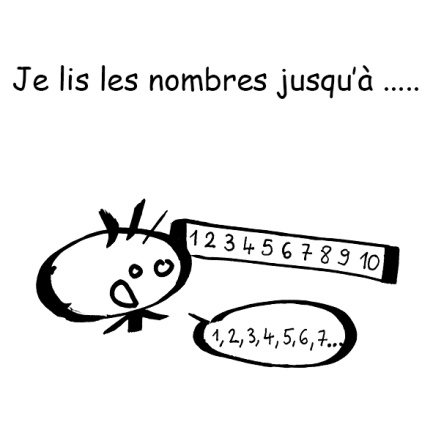 Je lis les nombres jusqu'à .....
1 2 3 4 5 6 7 8 9 10
1, 2, 3, 4, 5, 6, 7...